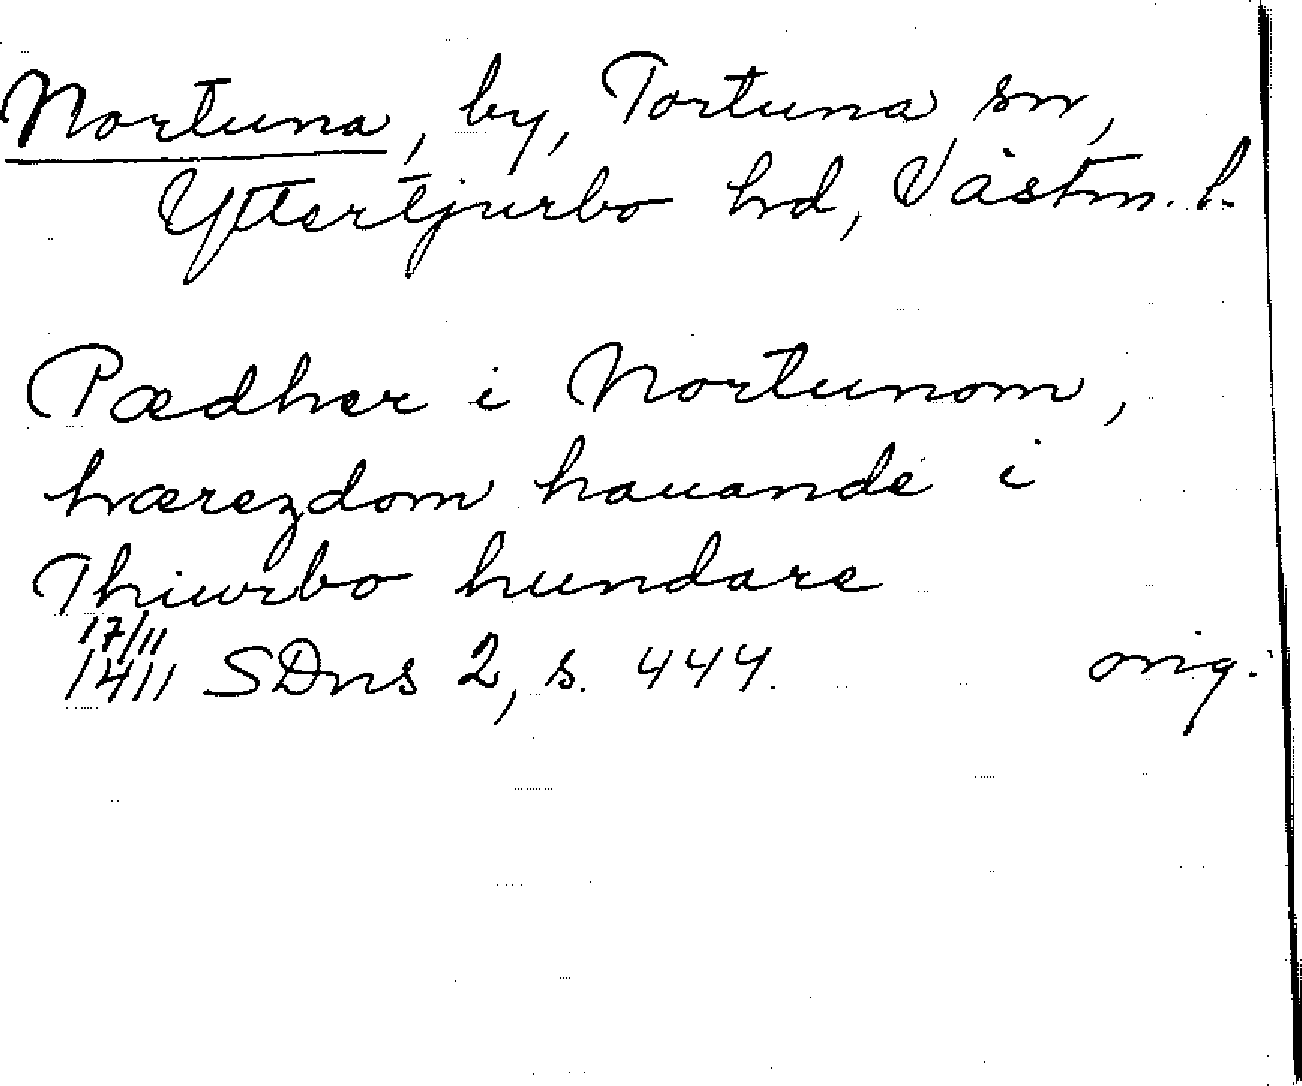 Nortuna, by, Tortuna sn,
Yttertjurbo hd, Västm. l.
Pædher i Nortunom,
hærezdom hauande i
Thiurbo hundare
17/11
1411 SDns 2, s. 444. orig.